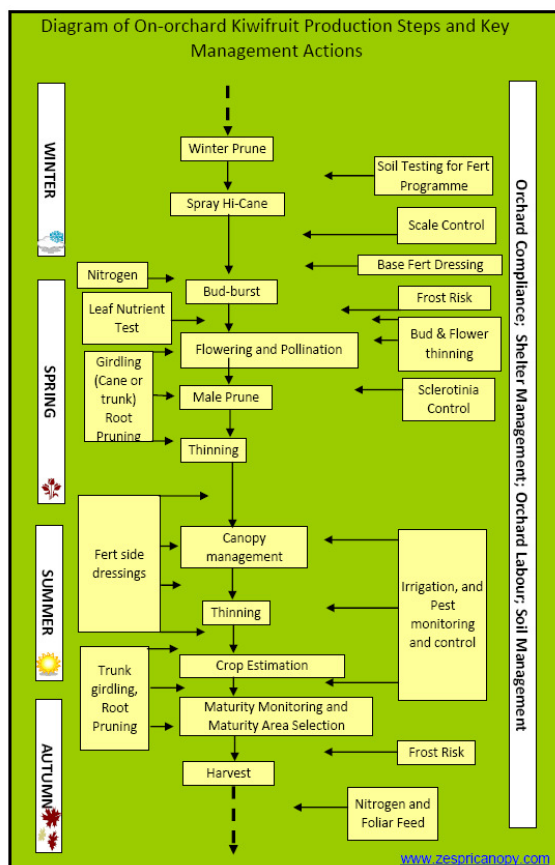 Diagram of On-orchard Kiwifruit Production Steps and Key
Management Actions
WINTER
Winter Prune
Soil Testing for Fert
Programme
Spray Hi-Cane
Scale Control
Base Fert Dressing
Nitrogen
Bud-burst
SPRING
Frost Risk
Leaf Nutrient
Test
Bud & Flower
thinning
Flowering and Pollination
Girdling
(Cane or
trunk)
Root
Pruning
Male Prune
Sclerotinia
Control
Thinning
SUMMER
Fert side
dressings
Canopy
management
Irrigation, and
Pest
monitoring
and control
Thinning
Crop Estimation
Trunk
girdling,
Root
Pruning
Maturity Monitoring and
Maturity Area Selection
AUTUMN
Frost Risk
Harvest
Nitrogen and
Foliar Feed
Orchard Compliance; Shelter Management; Orchard Labour; Soil Management
www.zespricanopy.com